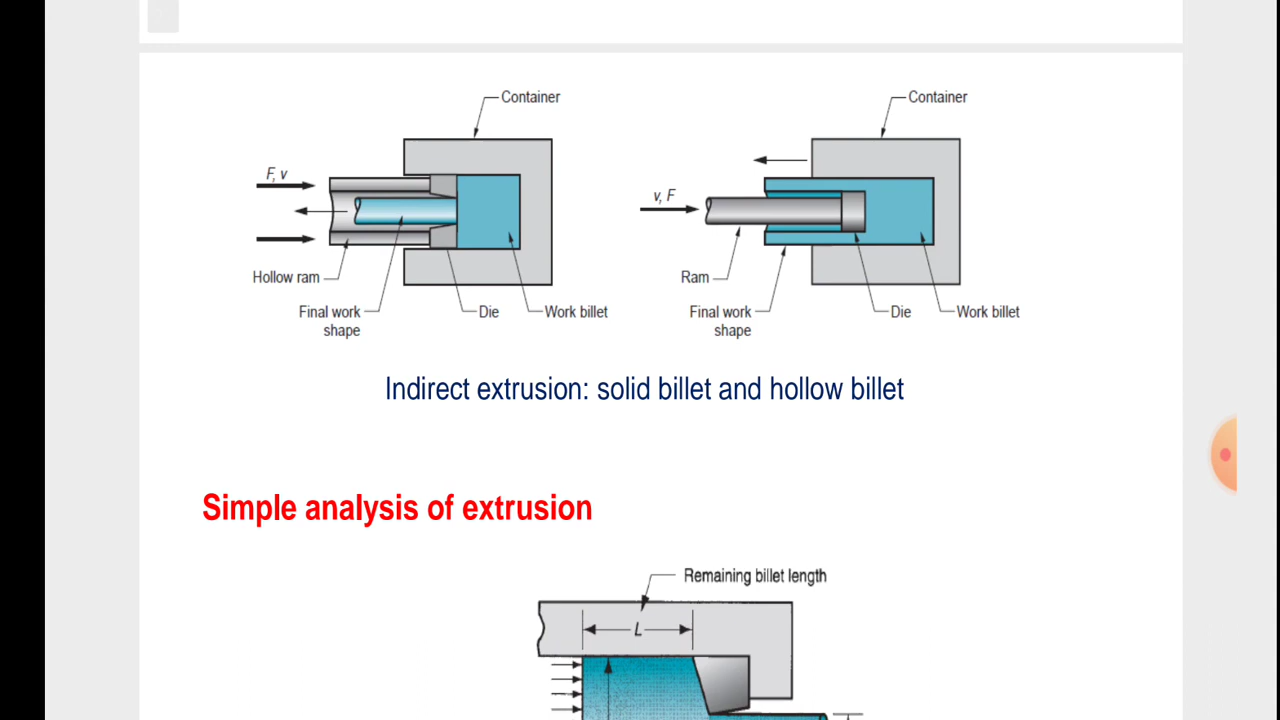 Container
Container
F, v
v, F
Hollow ram
Ram
Final work
shape
Die
Work billet
Final work
shape
Die
Work billet
Indirect extrusion: solid billet and hollow billet
Simple analysis of extrusion
Remaining billet length
L